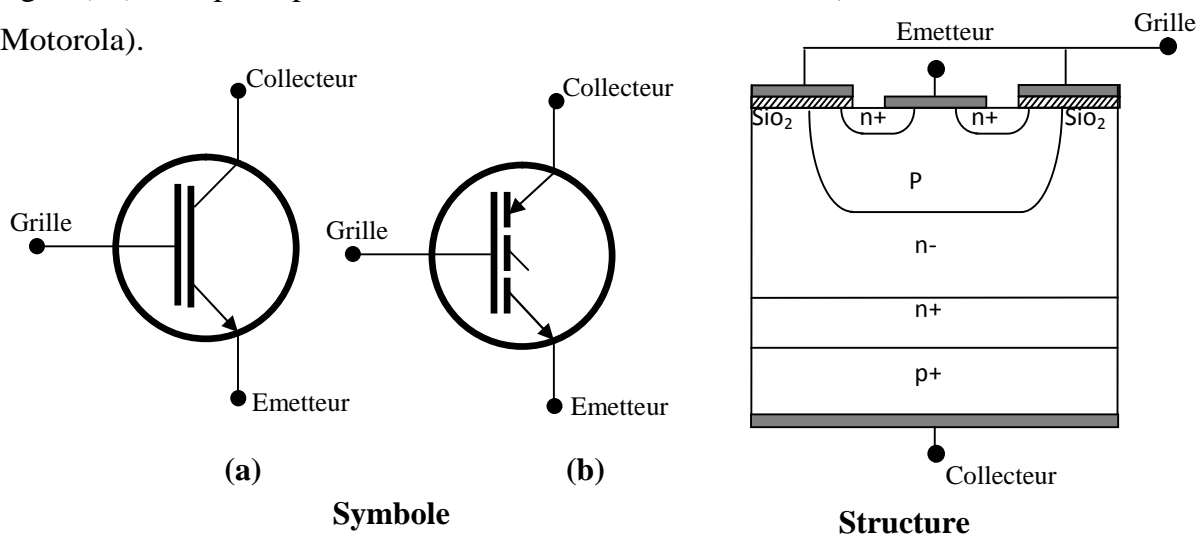 Motorola).
Collecteur
Grille
Emetteur
(a)
Collecteur
Grille
Emetteur
(b)
Symbole
Emetteur
Grille
Sio₂
n+
n+
Sio₂
P
n-
n+
p+
Collecteur
Structure